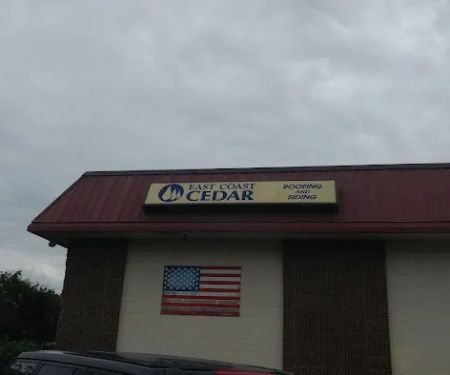 EAST COAST
CEDAR
ROOFING
AND
SIDING